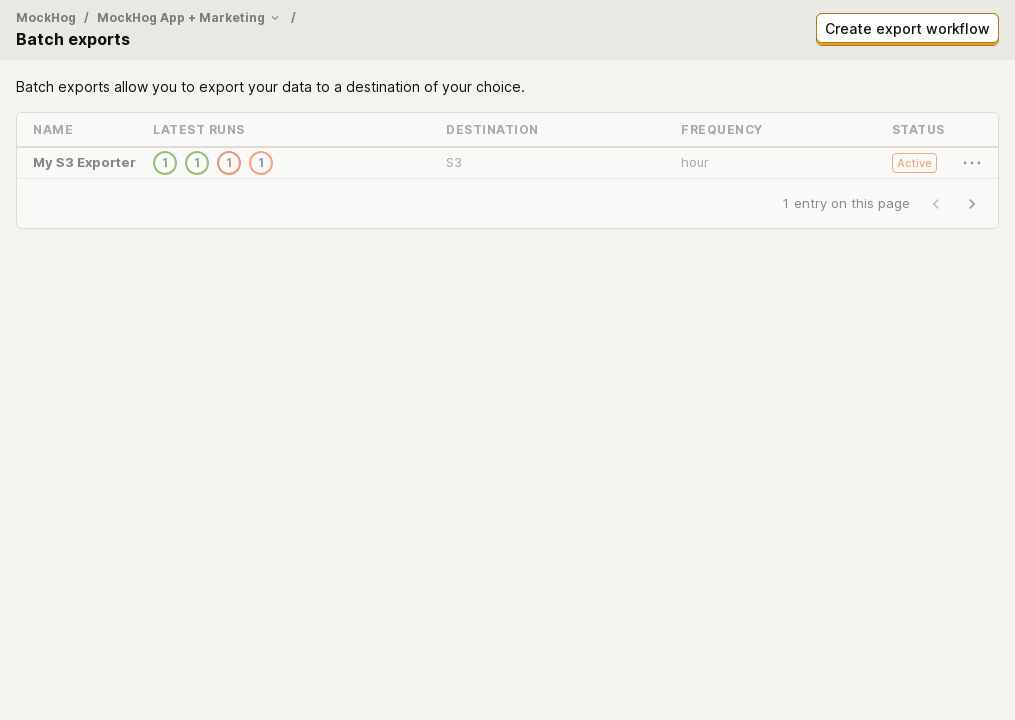 MockHog / MockHog App + Marketing /
Batch exports
Create export workflow
Batch exports allow you to export your data to a destination of your choice.
NAME LATEST RUNS DESTINATION FREQUENCY STATUS
My S3 Exporter 1 1 1 1 S3 hour Active
1 entry on this page